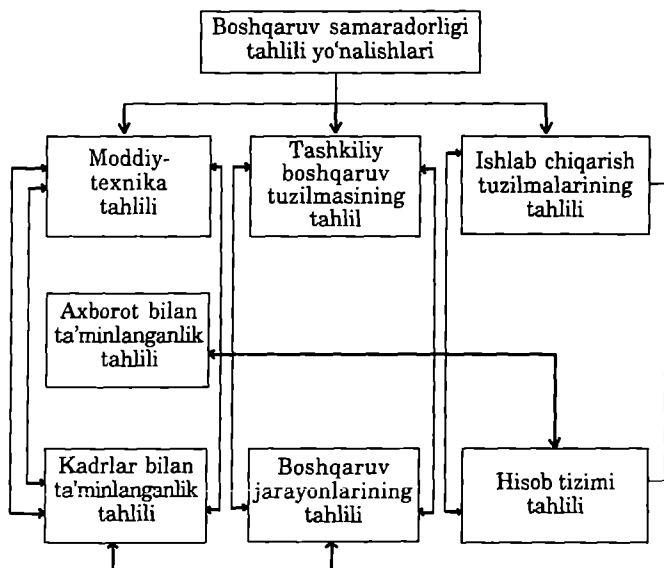 Boshqaruv samaradorligi
tahlili yo‘nalishlari
Moddiy-
texnika
tahlili
Tashkiliy
boshqaruv
tuzilmasining
tahlil
Ishlab chiqarish
tuzilmalarining
tahlili
Axborot bilan
ta’minlanganlik
tahlili
Kadrlar bilan
ta’minlanganlik
tahlili
Boshqaruv
jarayonlarining
tahlili
Hisob tizimi
tahlili